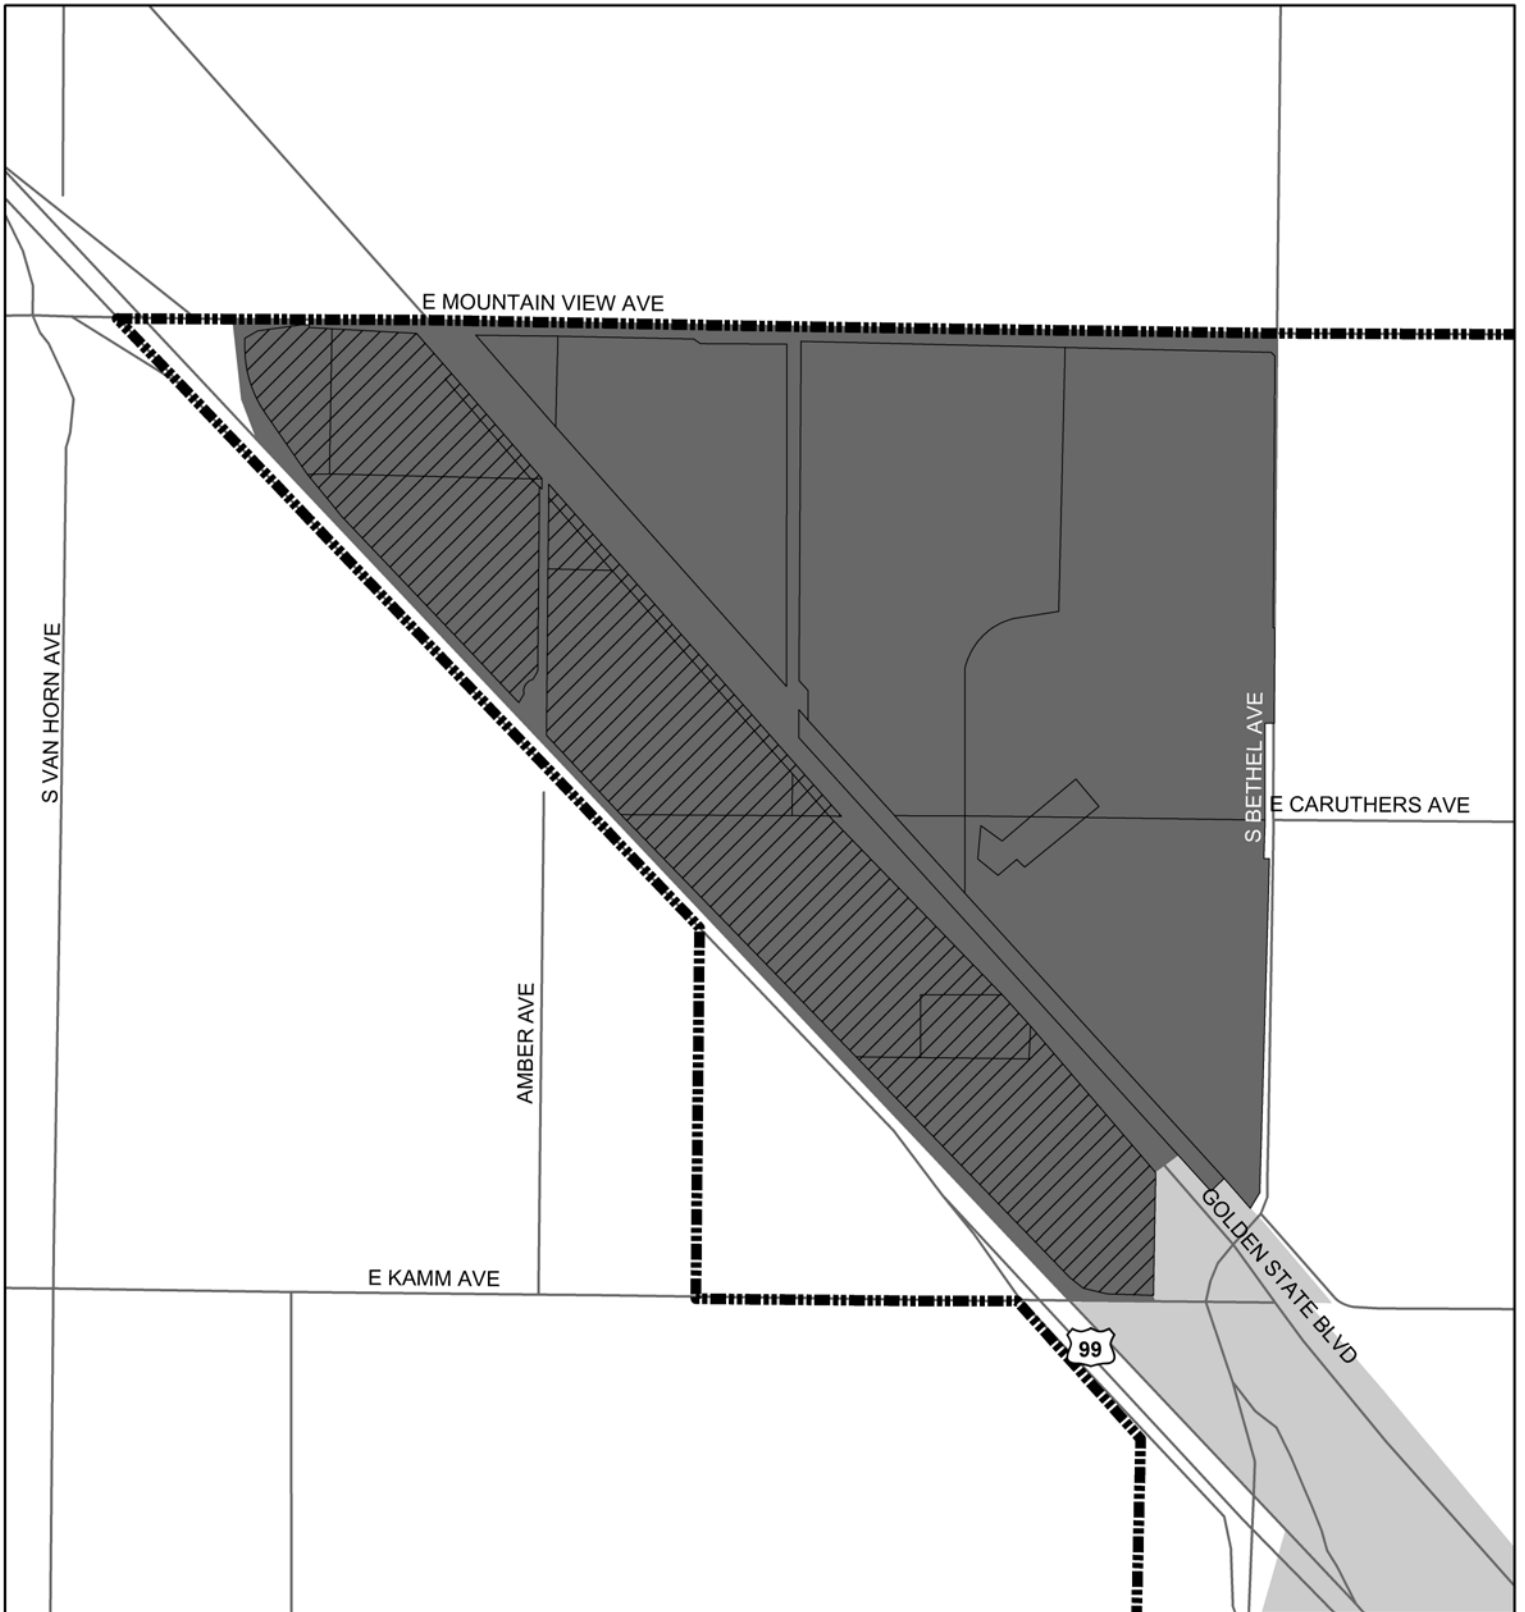 E MOUNTAIN VIEW AVE
S VAN HORN AVE
S BETHEL AVE
E CARUTHERS AVE
AMBER AVE
GOLDEN STATE BLVD
E KAMM AVE
99